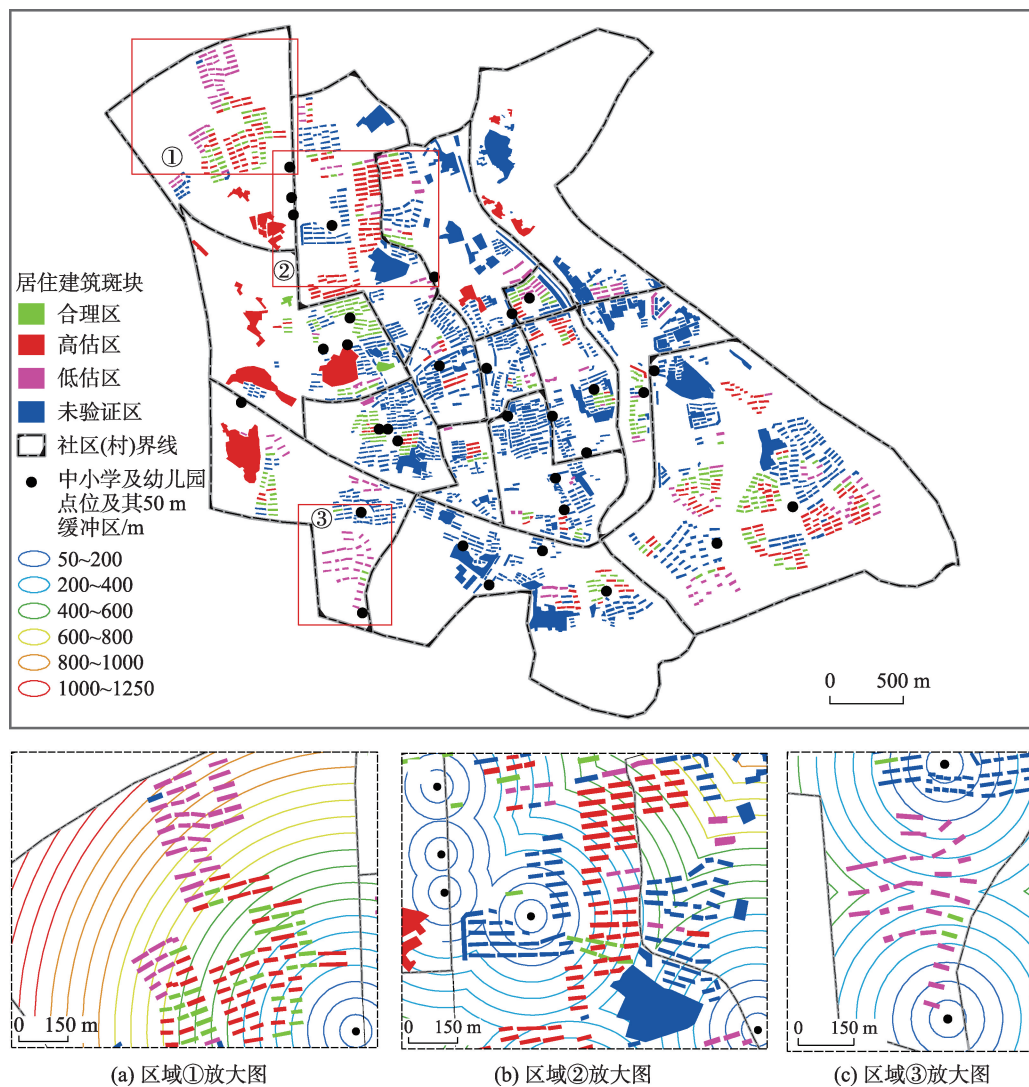 ①
②
③
居住建筑斑块
合理区
高估区
低估区
未验证区
社区(村)界线
中小学及幼儿园
点位及其50 m
缓冲区/m
50~200
200~400
400~600
600~800
800~1000
1000~1250
0 500 m
0 150 m
0 150 m
0 150 m
(a) 区域①放大图
(b) 区域②放大图
(c) 区域③放大图